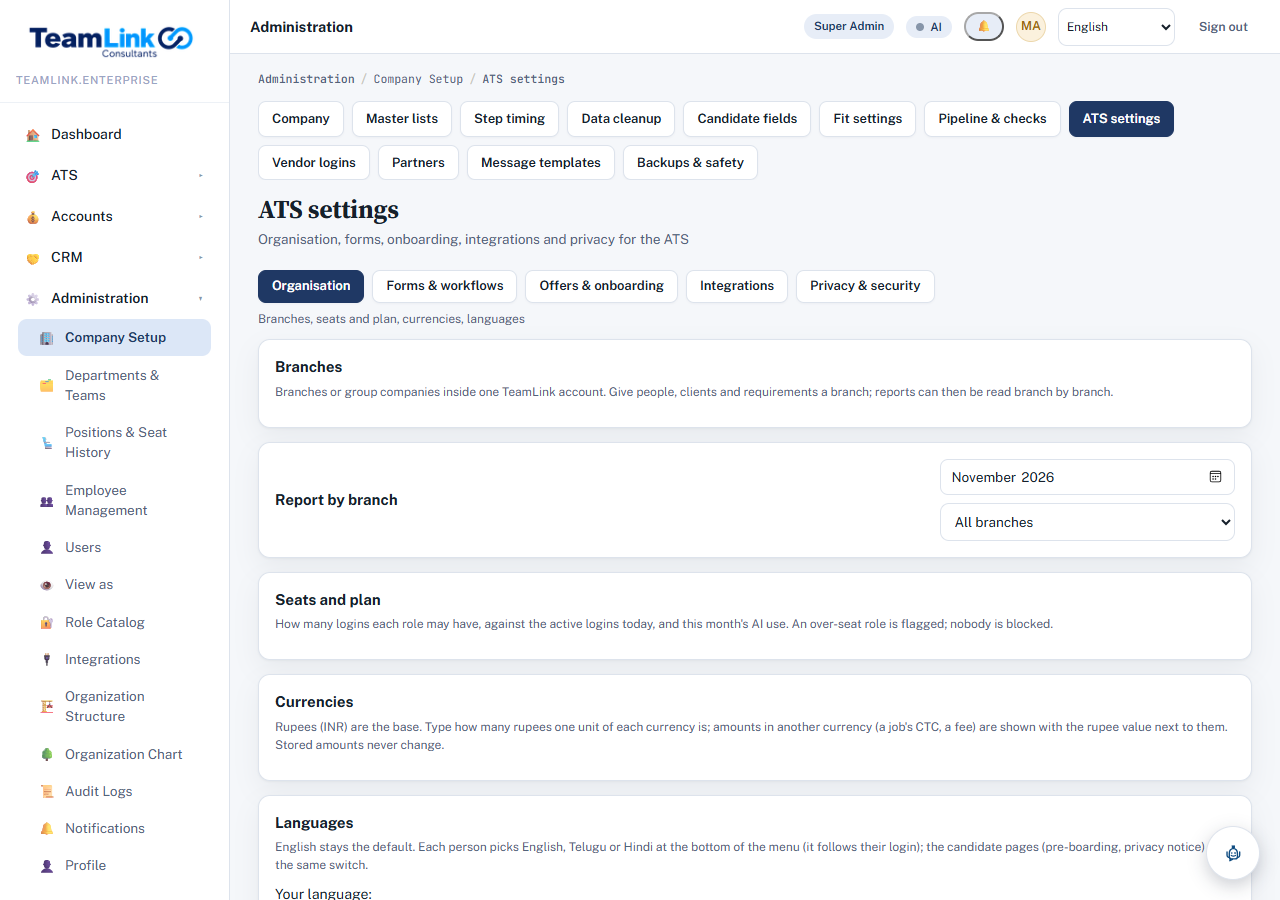 TeamLink
Consultants
TEAMLINK.ENTERPRISE
Dashboard
ATS
Accounts
CRM
Administration
Company Setup
Departments &
Teams
Positions & Seat
History
Employee
Management
Users
View as
Role Catalog
Integrations
Organization
Structure
Organization Chart
Audit Logs
Notifications
Profile
Administration
Super Admin
AI
MA
English
Sign out
Administration / Company Setup / ATS settings
Company
Master lists
Step timing
Data cleanup
Candidate fields
Fit settings
Pipeline & checks
ATS settings
Vendor logins
Partners
Message templates
Backups & safety
ATS settings
Organisation, forms, onboarding, integrations and privacy for the ATS
Organisation
Forms & workflows
Offers & onboarding
Integrations
Privacy & security
Branches, seats and plan, currencies, languages
Branches
Branches or group companies inside one TeamLink account. Give people, clients and requirements a branch; reports can then be read branch by branch.
Report by branch
November 2026
All branches
Seats and plan
How many logins each role may have, against the active logins today, and this month's AI use. An over-seat role is flagged; nobody is blocked.
Currencies
Rupees (INR) are the base. Type how many rupees one unit of each currency is; amounts in another currency (a job's CTC, a fee) are shown with the rupee value next to them.
Stored amounts never change.
Languages
English stays the default. Each person picks English, Telugu or Hindi at the bottom of the menu (it follows their login); the candidate pages (pre-boarding, privacy notice)
the same switch.
Your language: